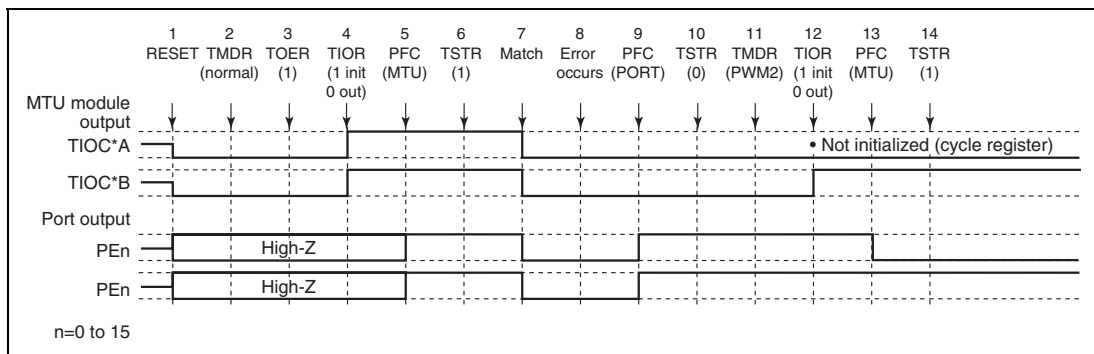 1 2 3 4 5 6 7 8 9 10 11 12 13 14
RESET TMDR TOER TIOR PFC TSTR Match Error PFC TSTR TMDR TIOR PFC TSTR
(normal) (1) (1 init (MTU) (1) occurs (PORT) (0) (PWM2) (1 init (MTU) (1)
0 out) 0 out)
MTU module
output
TIOC*A
• Not initialized (cycle register)
TIOC*B
Port output
PEn
High-Z
PEn
High-Z
n=0 to 15